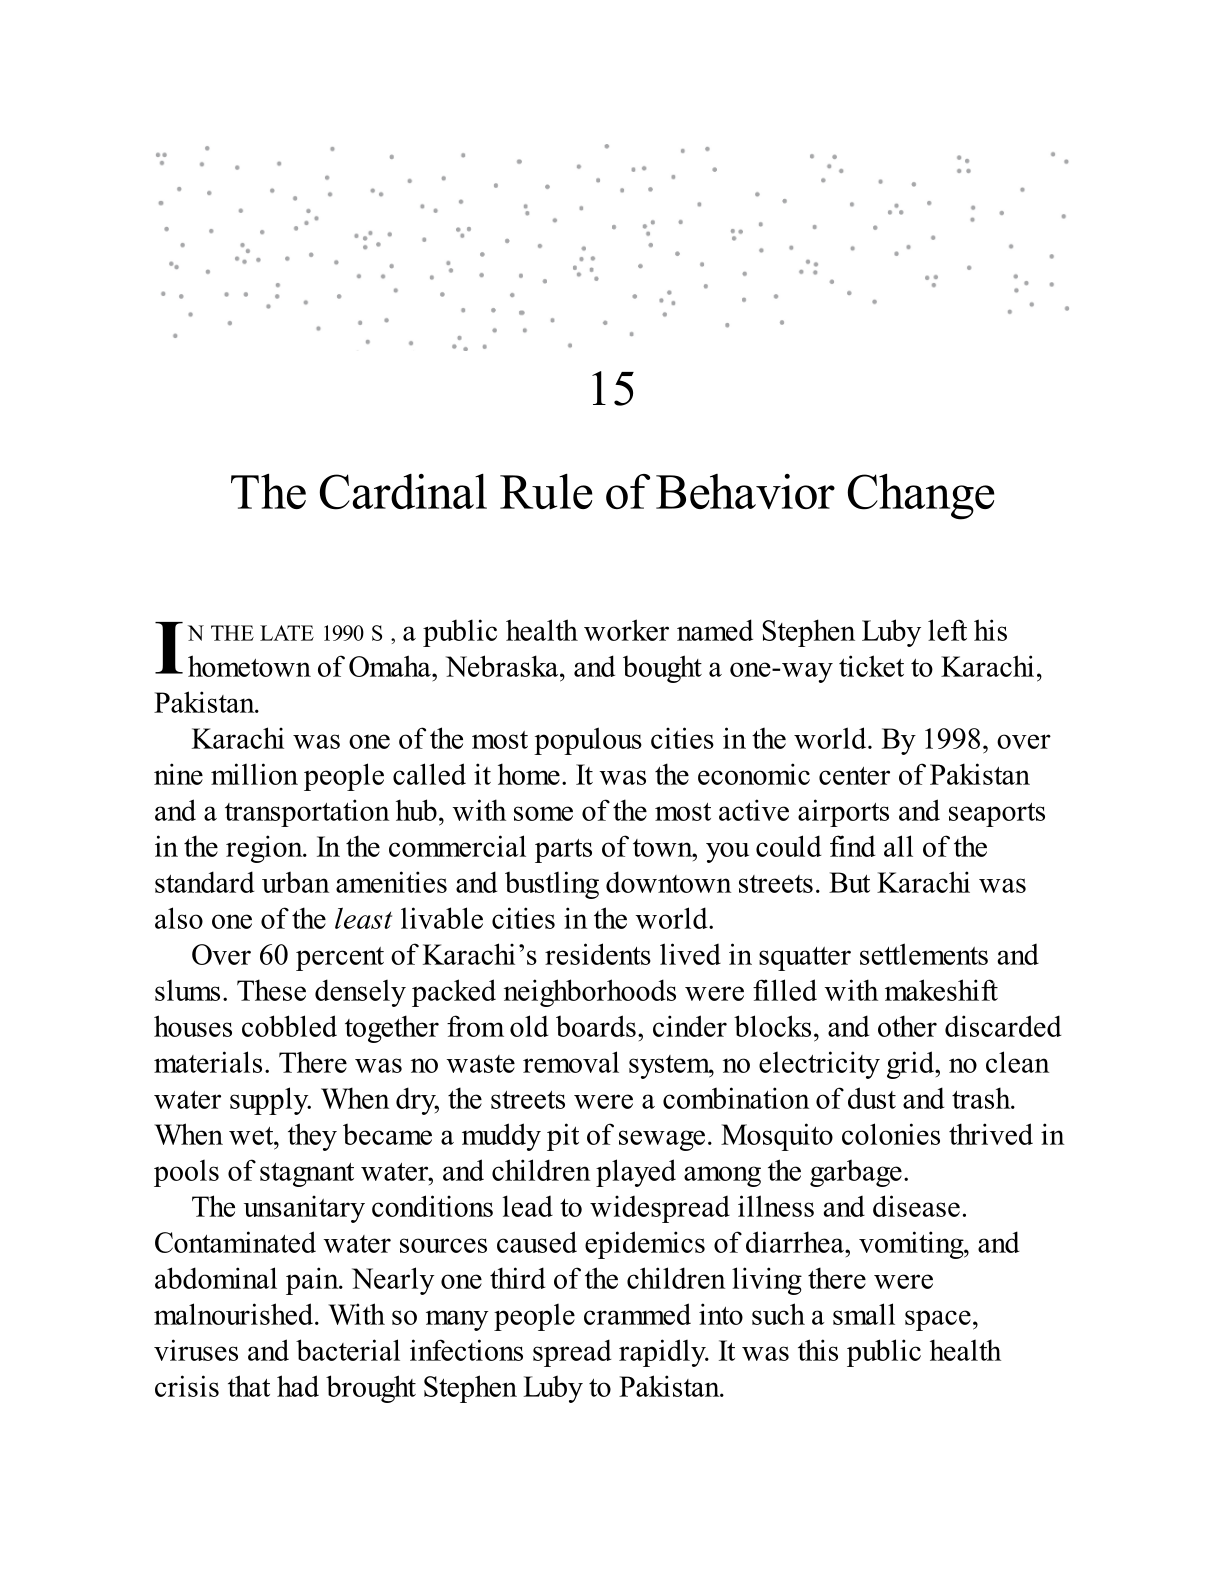 15
The Cardinal Rule of Behavior Change
IN THE LATE 1990 S , a public health worker named Stephen Luby left his
hometown of Omaha, Nebraska, and bought a one-way ticket to Karachi,
Pakistan.
Karachi was one of the most populous cities in the world. By 1998, over
nine million people called it home. It was the economic center of Pakistan
and a transportation hub, with some of the most active airports and seaports
in the region. In the commercial parts of town, you could find all of the
standard urban amenities and bustling downtown streets. But Karachi was
also one of the least livable cities in the world.
Over 60 percent of Karachi’s residents lived in squatter settlements and
slums. These densely packed neighborhoods were filled with makeshift
houses cobbled together from old boards, cinder blocks, and other discarded
materials. There was no waste removal system, no electricity grid, no clean
water supply. When dry, the streets were a combination of dust and trash.
When wet, they became a muddy pit of sewage. Mosquito colonies thrived in
pools of stagnant water, and children played among the garbage.
The unsanitary conditions lead to widespread illness and disease.
Contaminated water sources caused epidemics of diarrhea, vomiting, and
abdominal pain. Nearly one third of the children living there were
malnourished. With so many people crammed into such a small space,
viruses and bacterial infections spread rapidly. It was this public health
crisis that had brought Stephen Luby to Pakistan.